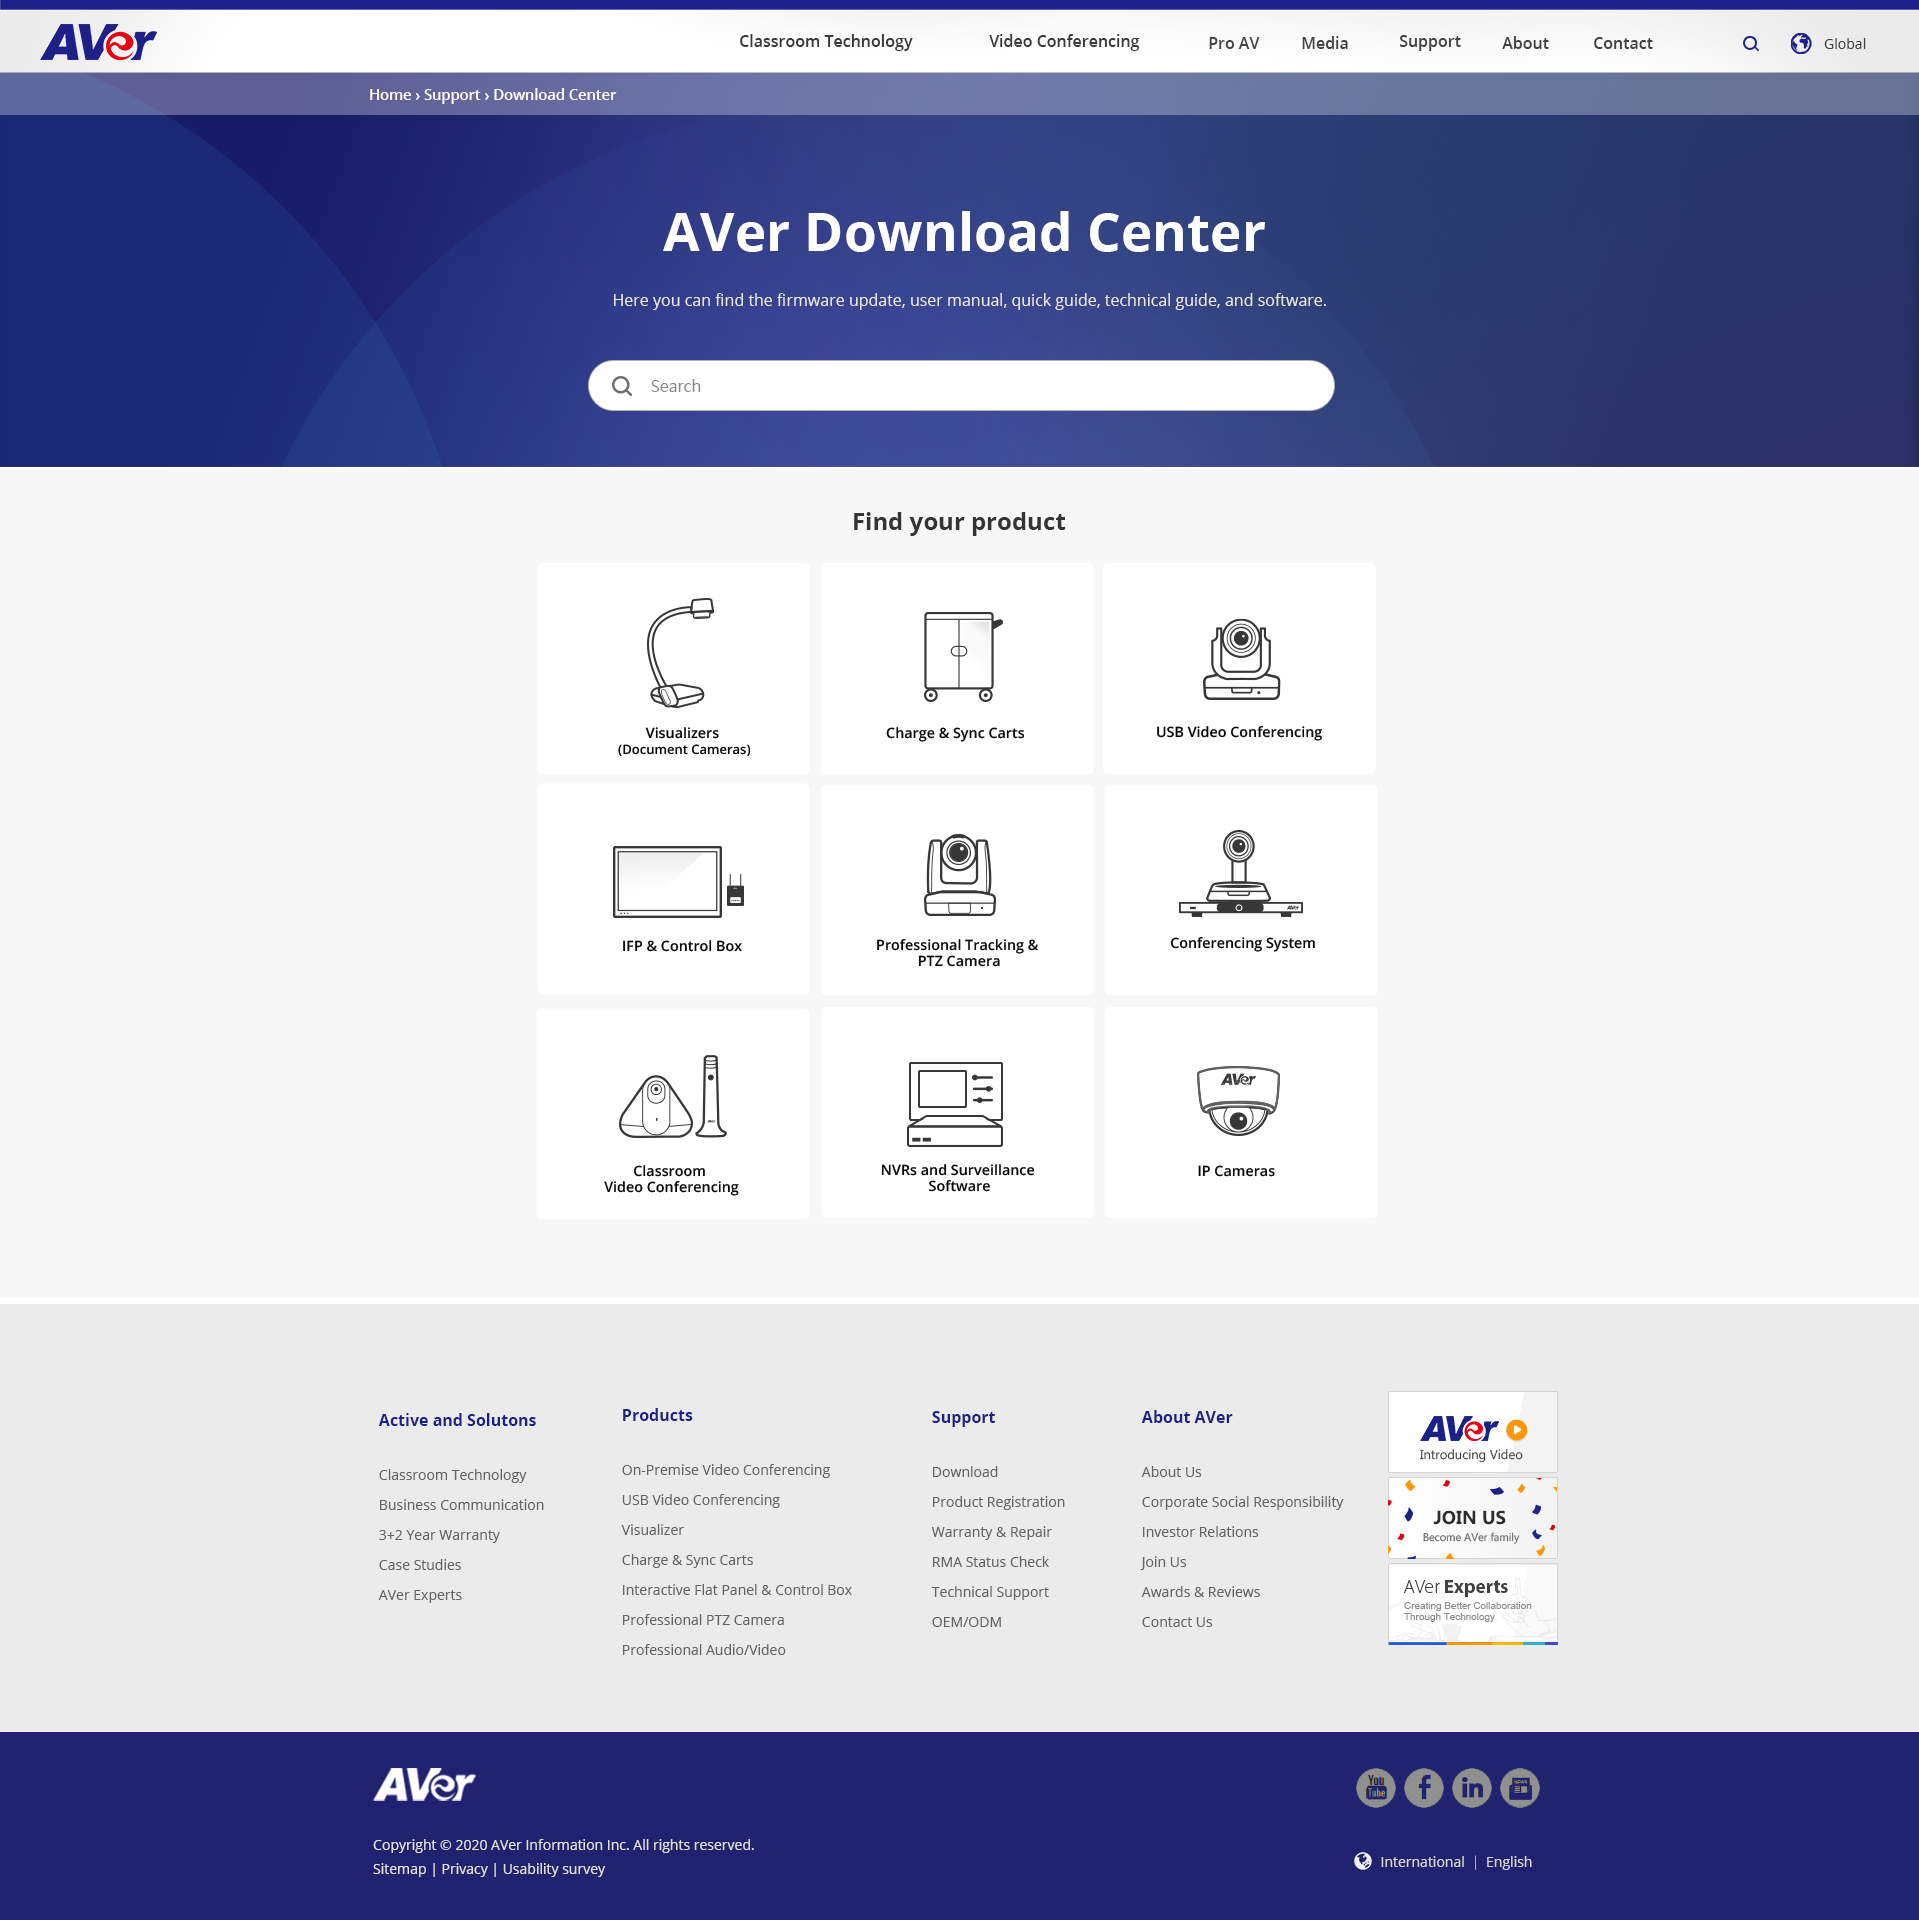 AVer
Classroom Technology
Video Conferencing
Pro AV
Media
Support
About
Contact
Global
Home › Support › Download Center
AVer Download Center
Here you can find the firmware update, user manual, quick guide, technical guide, and software.
Search
Find your product
Visualizers
(Document Cameras)
Charge & Sync Carts
USB Video Conferencing
IFP & Control Box
Professional Tracking &
PTZ Camera
AVer
Conferencing System
Classroom
Video Conferencing
NVRs and Surveillance
Software
AVer
IP Cameras
Active and Solutons
Classroom Technology
Business Communication
3+2 Year Warranty
Case Studies
AVer Experts
Products
On-Premise Video Conferencing
USB Video Conferencing
Visualizer
Charge & Sync Carts
Interactive Flat Panel & Control Box
Professional PTZ Camera
Professional Audio/Video
Support
Download
Product Registration
Warranty & Repair
RMA Status Check
Technical Support
OEM/ODM
About AVer
About Us
Corporate Social Responsibility
Investor Relations
Join Us
Awards & Reviews
Contact Us
AVer
Introducing Video
JOIN US
Become AVer family
AVer Experts
Creating Better Collaboration
Through Technology
AVer
You
Tube
f
in
NEWS
Copyright © 2020 AVer Information Inc. All rights reserved.
Sitemap | Privacy | Usability survey
International | English